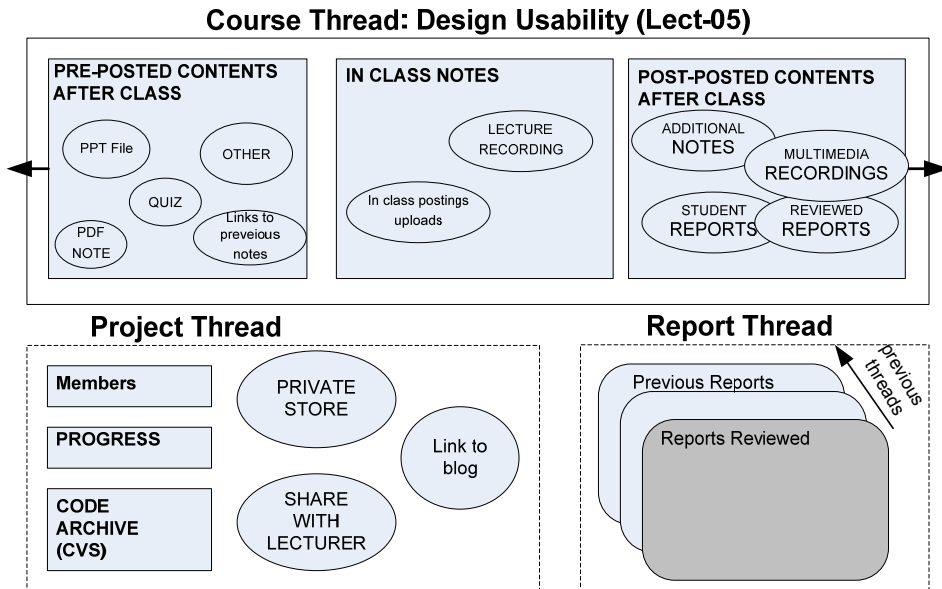 Course Thread: Design Usability (Lect-05)
PRE-POSTED CONTENTS
AFTER CLASS
PPT File
OTHER
QUIZ
PDF
NOTE
Links to
preveious
notes
IN CLASS NOTES
LECTURE
RECORDING
In class postings
uploads
POST-POSTED CONTENTS
AFTER CLASS
ADDITIONAL
NOTES
MULTIMEDIA
RECORDINGS
STUDENT
REPORTS
REVIEWED
REPORTS
Project Thread
Members
PROGRESS
CODE
ARCHIVE
(CVS)
PRIVATE
STORE
SHARE
WITH
LECTURER
Link to
blog
Report Thread
previous
threads
Previous Reports
Reports Reviewed